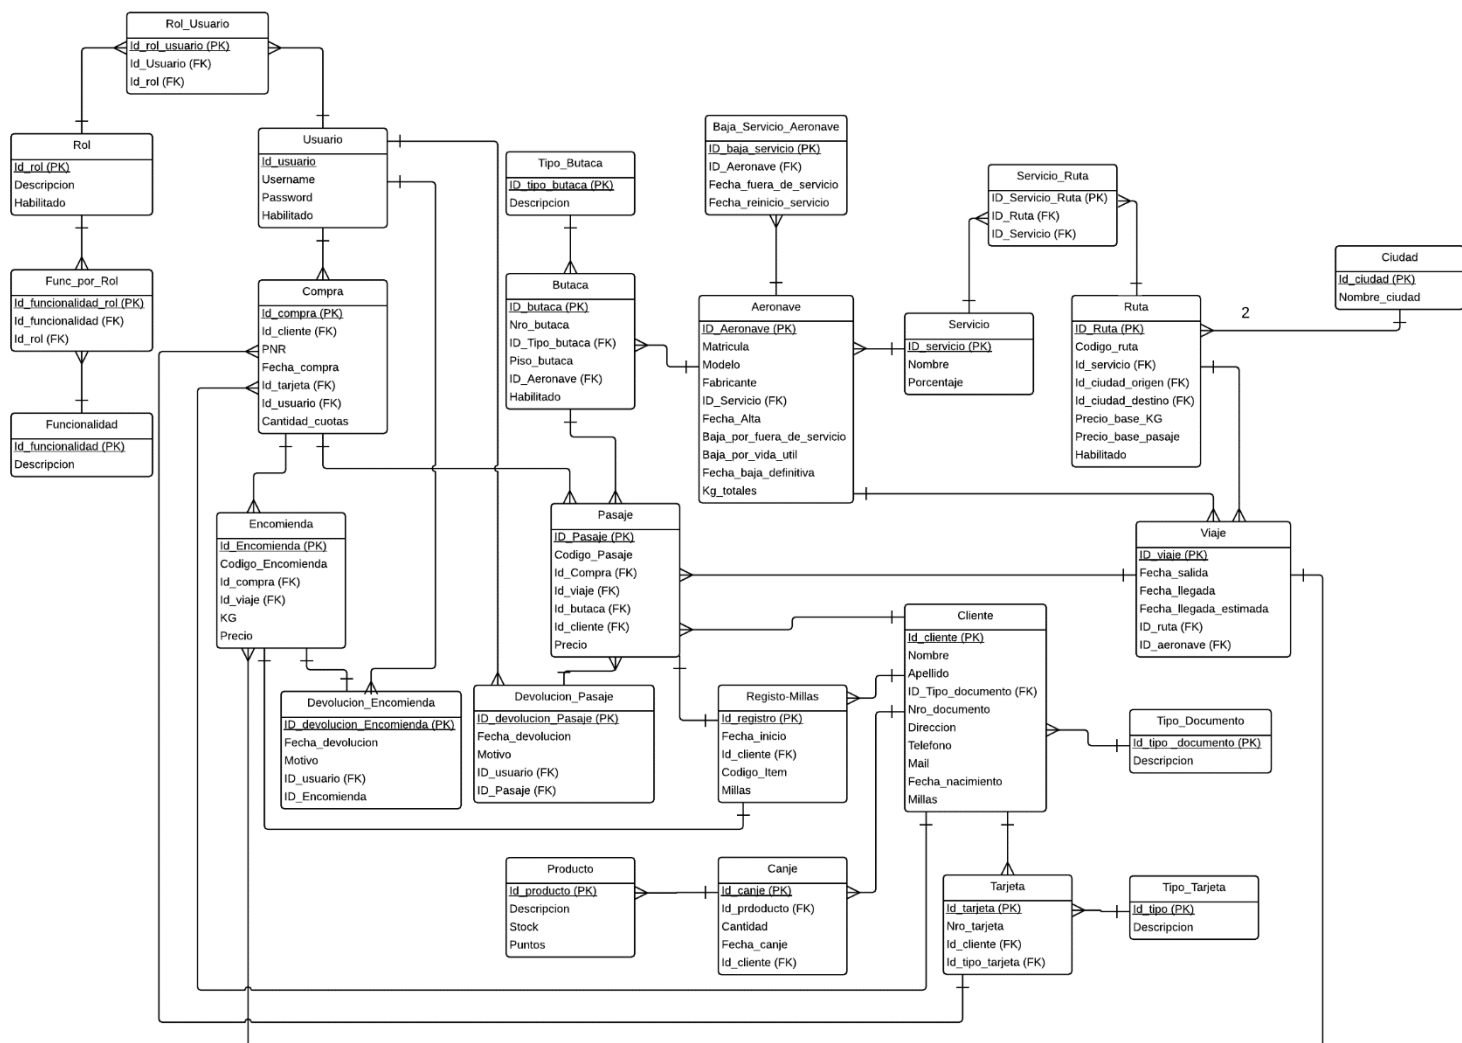 Rol_Usuario
Id_rol_usuario (PK)
Id_Usuario (FK)
Id_rol (FK)
Rol
Id_rol (PK)
Descripcion
Habilitado
Usuario
Id_usuario
Username
Password
Habilitado
Func_por_Rol
Id_funcionalidad_rol (PK)
Id_funcionalidad (FK)
Id_rol (FK)
Funcionalidad
Id_funcionalidad (PK)
Descripcion
Compra
Id_compra (PK)
Id_cliente (FK)
PNR
Fecha_compra
Id_tarjeta (FK)
Id_usuario (FK)
Cantidad_cuotas
Tipo_Butaca
ID_tipo_butaca (PK)
Descripcion
Butaca
ID_butaca (PK)
Nro_butaca
ID_Tipo_butaca (FK)
Piso_butaca
ID_Aeronave (FK)
Habilitado
Baja_Servicio_Aeronave
ID_baja_servicio (PK)
ID_Aeronave (FK)
Fecha_fuera_de_servicio
Fecha_reinicio_servicio
Aeronave
ID_Aeronave (PK)
Matricula
Modelo
Fabricante
ID_Servicio (FK)
Fecha_Alta
Baja_por_fuera_de_servicio
Baja_por_vida_util
Fecha_baja_definitiva
Kg_totales
Servicio_Ruta
ID_Servicio_Ruta (PK)
ID_Ruta (FK)
ID_Servicio (FK)
Servicio
ID_servicio (PK)
Nombre
Porcentaje
Ruta
ID_Ruta (PK)
Codigo_ruta
Id_servicio (FK)
Id_ciudad_origen (FK)
Id_ciudad_destino (FK)
Precio_base_KG
Precio_base_pasaje
Habilitado
2
Ciudad
Id_ciudad (PK)
Nombre_ciudad
Encomienda
Id_Encomienda (PK)
Codigo_Encomienda
Id_compra (FK)
Id_viaje (FK)
KG
Precio
Pasaje
ID_Pasaje (PK)
Codigo_Pasaje
Id_Compra (FK)
Id_viaje (FK)
Id_butaca (FK)
Id_cliente (FK)
Precio
Viaje
ID_viaje (PK)
Fecha_salida
Fecha_llegada
Fecha_llegada_estimada
ID_ruta (FK)
ID_aeronave (FK)
Devolucion_Encomienda
ID_devolucion_Encomienda (PK)
Fecha_devolucion
Motivo
ID_usuario (FK)
ID_Encomienda
Devolucion_Pasaje
ID_devolucion_Pasaje (PK)
Fecha_devolucion
Motivo
ID_usuario (FK)
ID_Pasaje (FK)
Registo-Millas
Id_registro (PK)
Fecha_inicio
Id_cliente (FK)
Codigo_Item
Millas
Cliente
Id_cliente (PK)
Nombre
Apellido
ID_Tipo_documento (FK)
Nro_documento
Direccion
Telefono
Mail
Fecha_nacimiento
Millas
Tipo_Documento
Id_tipo _documento (PK)
Descripcion
Producto
Id_producto (PK)
Descripcion
Stock
Puntos
Canje
Id_canje (PK)
Id_prdoducto (FK)
Cantidad
Fecha_canje
Id_cliente (FK)
Tarjeta
Id_tarjeta (PK)
Nro_tarjeta
Id_cliente (FK)
Id_tipo_tarjeta (FK)
Tipo_Tarjeta
Id_tipo (PK)
Descripcion